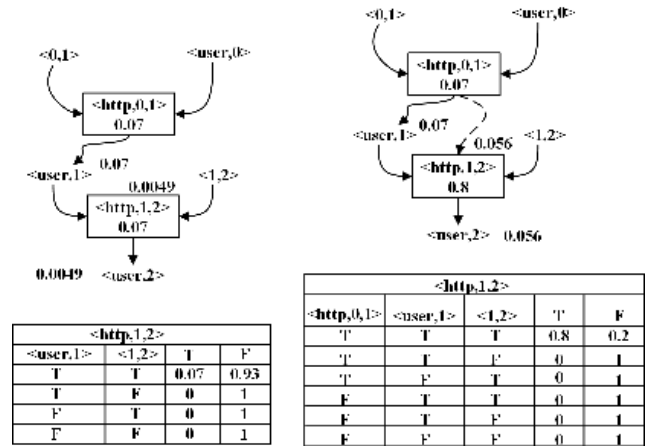 <0,1>
<user,0>
<http,0,1>
0.07
0.07
<user,1>
0.0049
<1,2>
<http,1,2>
0.07
0.0049
<user,2>
<http,1,2>
<user,1> <1,2> T F
T T 0.07 0.93
T F 0 1
F T 0 1
F F 0 1
<0,1>
<user,0>
<http,0,1>
0.07
<user,1>
0.07
0.056
<1,2>
<http,1,2>
0.8
<user,2> 0.056
<http,1,2>
<http,0,1> <user,1> <1,2> T F
T T T 0.8 0.2
T T F 0 1
T F T 0 1
F T T 0 1
F T F 0 1
F F T 0 1
F F F 0 1